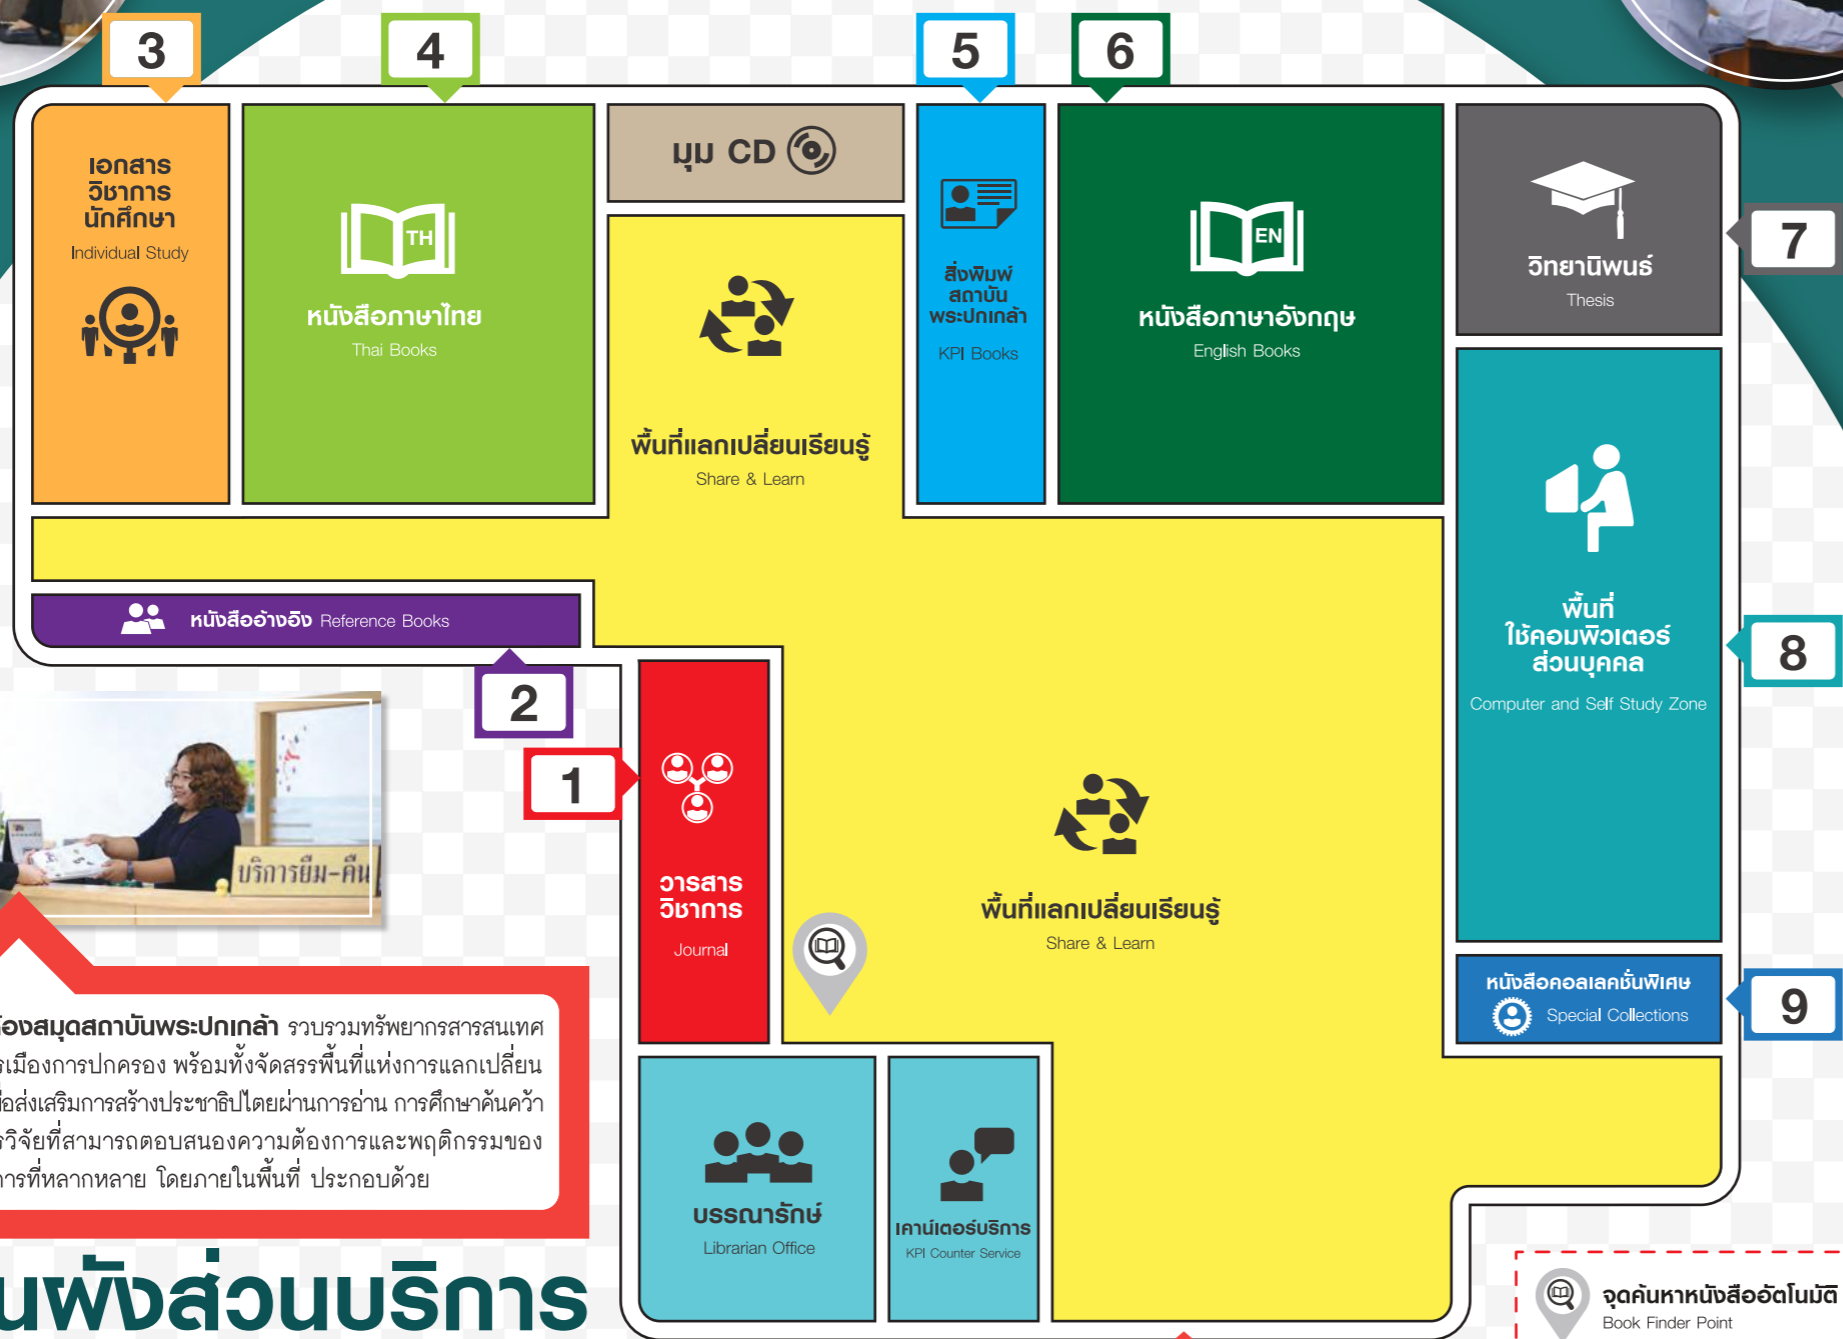 3
4
5
6
เอกสาร
วิชาการ
นักศึกษา
Individual Study
TH
หนังสือภาษาไทย
Thai Books
มุม CD
พื้นที่แลกเปลี่ยนเรียนรู้
Share & Learn
สิ่งพิมพ์
สถาบัน
พระปกเกล้า
KPI Books
EN
หนังสือภาษาอังกฤษ
English Books
วิทยานิพนธ์
Thesis
7
พื้นที่
ใช้คอมพิวเตอร์
ส่วนบุคคล
Computer and Self Study Zone
8
หนังสืออ้างอิง Reference Books
2
1
วารสาร
วิชาการ
Journal
พื้นที่แลกเปลี่ยนเรียนรู้
Share & Learn
หนังสือคอลเลคชั่นพิเศษ
Special Collections
9
บริการยืม-คืน
องสมุดสถาบันพระปกเกล้า รวบรวมทรัพยากรสารสนเทศ
รเมืองการปกครอง พร้อมทั้งจัดสรรพื้นที่แห่งการแลกเปลี่ยน
ื่อส่งเสริมการสร้างประชาธิปไตยผ่านการอ่าน การศึกษาค้นคว้า
รวิจัยที่สามารถตอบสนองความต้องการและพฤติกรรมของ
การที่หลากหลาย โดยภายในพื้นที่ ประกอบด้วย
บรรณารักษ์
Librarian Office
เคาน์เตอร์บริการ
KPI Counter Service
นผังส่วนบริการ
จุดค้นหาหนังสืออัตโนมัติ
Book Finder Point